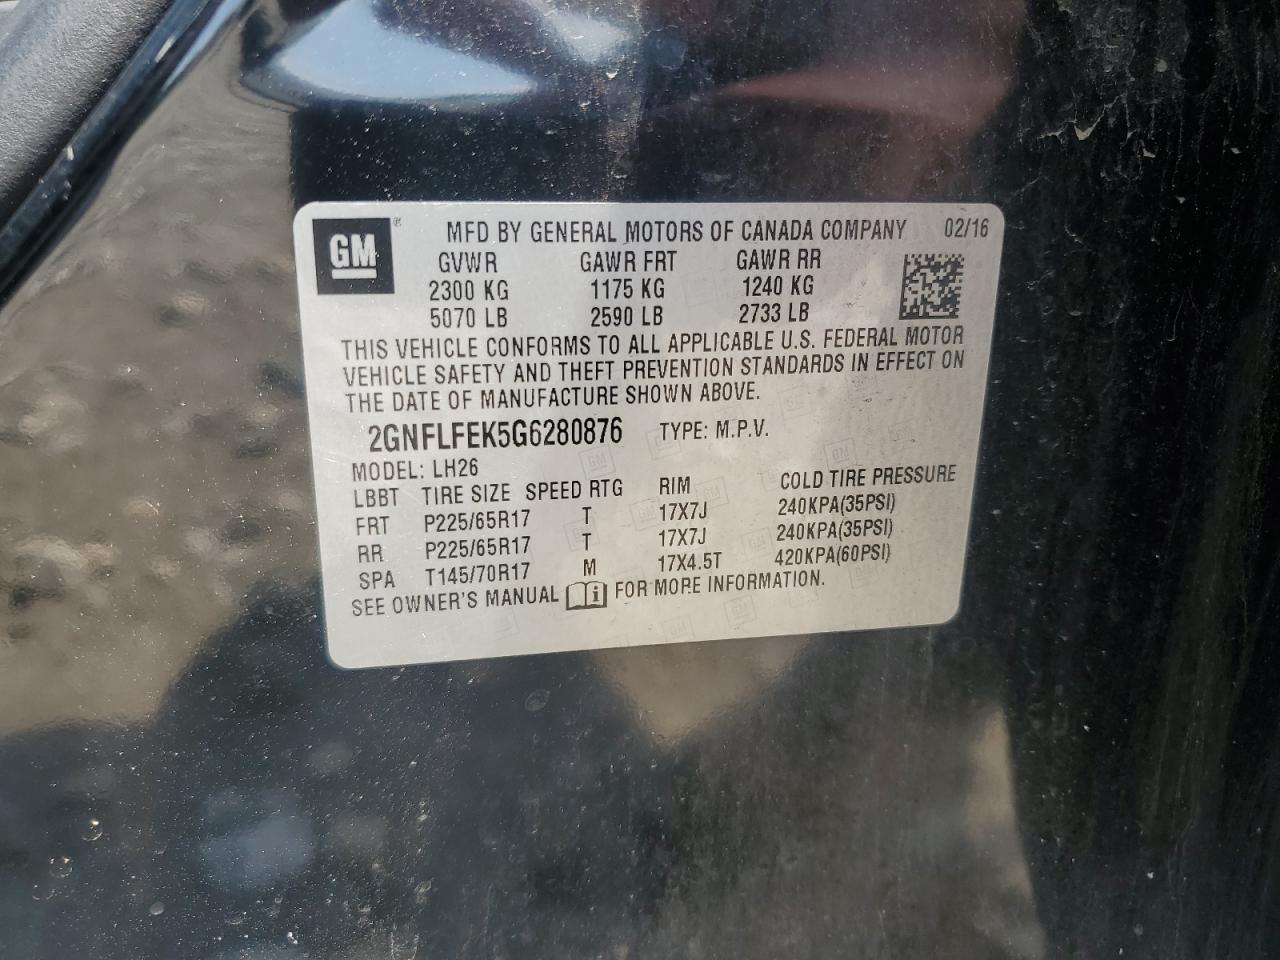 GM ® MFD BY GENERAL MOTORS OF CANADA COMPANY 02/16
GVWR GAWR FRT GAWR RR
2300 KG 1175 KG 1240 KG
5070 LB 2590 LB 2733 LB
THIS VEHICLE CONFORMS TO ALL APPLICABLE U.S. FEDERAL MOTOR
VEHICLE SAFETY AND THEFT PREVENTION STANDARDS IN EFFECT ON
THE DATE OF MANUFACTURE SHOWN ABOVE.
2GNFLFEK5G6280876 TYPE: M.P.V.
MODEL: LH26
LBBT TIRE SIZE SPEED RTG RIM COLD TIRE PRESSURE
FRT P225/65R17 T 17X7J 240KPA(35PSI)
RR P225/65R17 T 17X7J 240KPA(35PSI)
SPA T145/70R17 M 17X4.5T 420KPA(60PSI)
SEE OWNER'S MANUAL i FOR MORE INFORMATION.